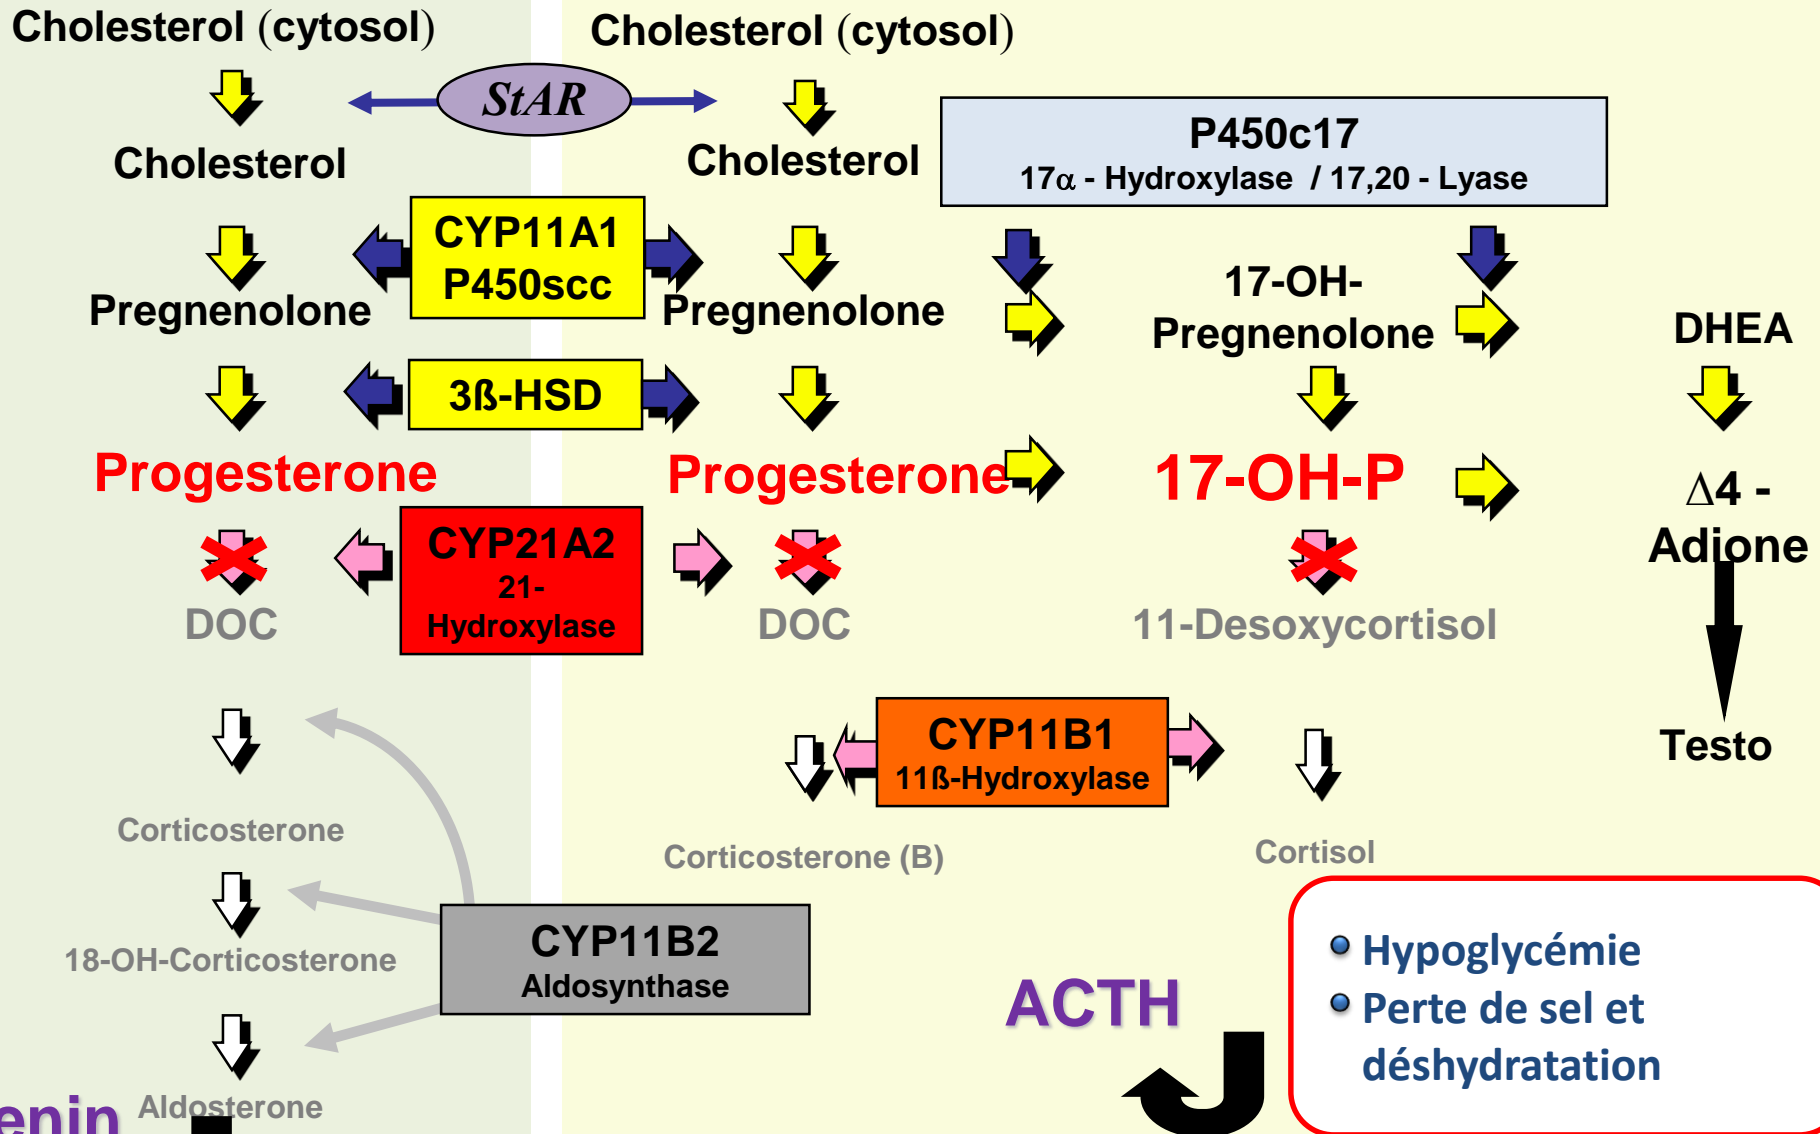 Cholesterol (cytosol)
Cholesterol (cytosol)
StAR
Cholesterol
Cholesterol
P450c17
17α - Hydroxylase / 17,20 - Lyase
CYP11A1
P450scc
Pregnenolone
Pregnenolone
17-OH-
Pregnenolone
DHEA
3ß-HSD
Progesterone
Progesterone
17-OH-P
Δ4 -
Adione
CYP21A2
21-
Hydroxylase
DOC
DOC
11-Desoxycortisol
CYP11B1
11ß-Hydroxylase
Testo
Corticosterone
Corticosterone (B)
Cortisol
18-OH-Corticosterone
CYP11B2
Aldosynthase
ACTH
Hypoglycémie
Perte de sel et
déshydratation
enin
Aldosterone